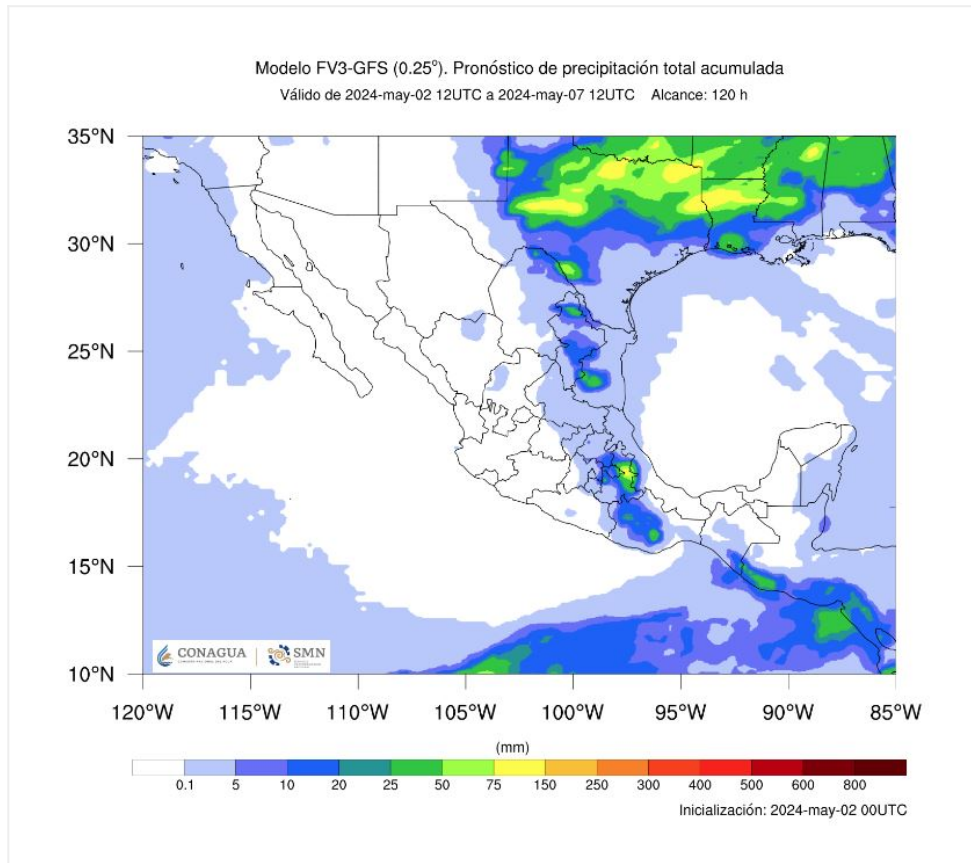 Modelo FV3-GFS (0.25°). Pronóstico de precipitación total acumulada
Válido de 2024-may-02 12UTC a 2024-may-07 12UTC Alcance: 120 h
35°N
30°N
25°N
20°N
15°N
10°N
CONAGUA
SMN
120°W 115°W 110°W 105°W 100°W 95°W 90°W 85°W
(mm)
0.1 5 10 20 25 50 75 150 250 300 400 500 600 800
Inicialización: 2024-may-02 00UTC